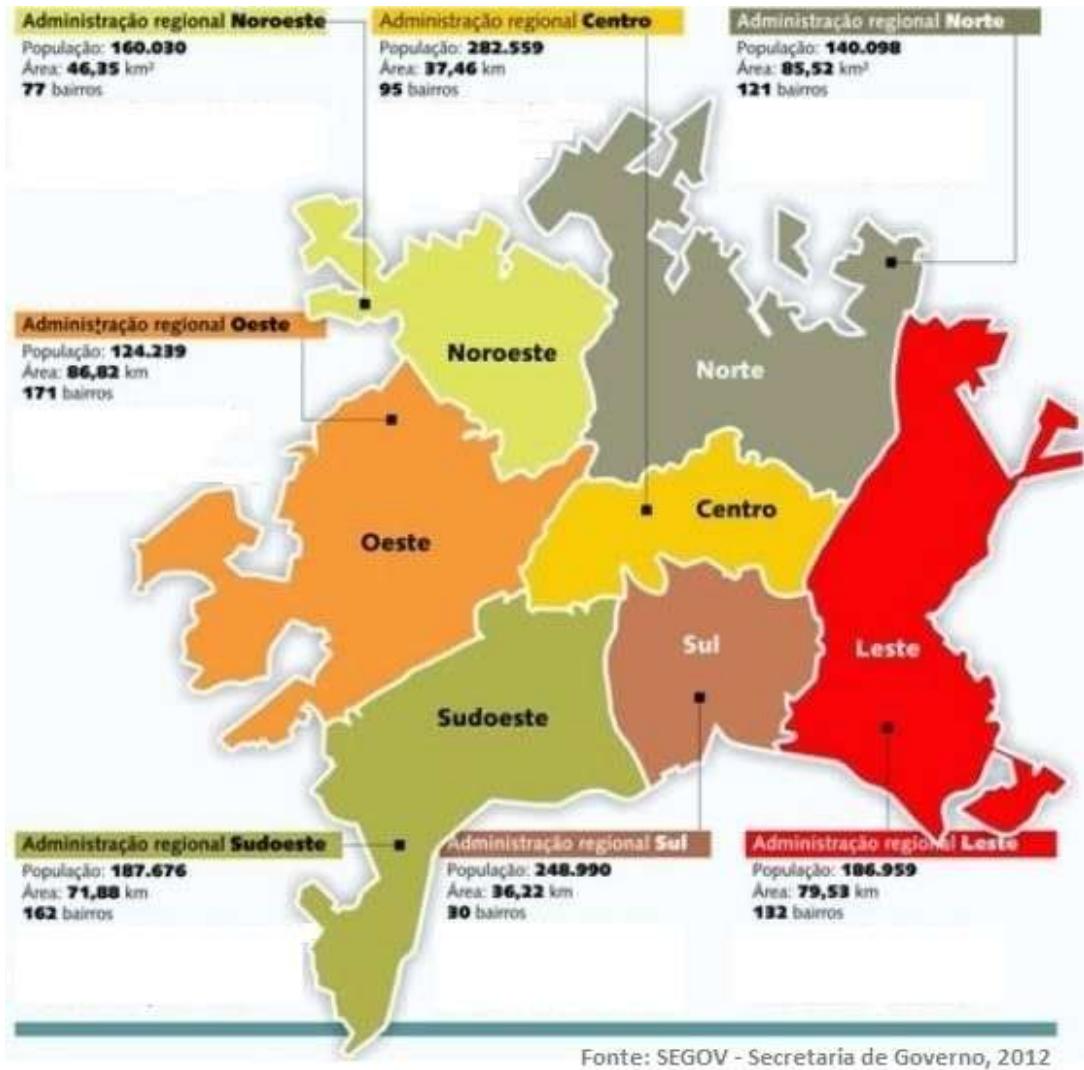 Administração regional Noroeste
População: 160.030
Área: 46,35 km²
77 bairros
Administração regional Centro
População: 282.559
Área: 37,46 km
95 bairros
Administração regional Norte
População: 140.098
Área: 85,52 km²
121 bairros
Administração regional Oeste
População: 124.239
Área: 86,82 km
171 bairros
Noroeste
Norte
Centro
Oeste
Sul
Leste
Sudoeste
Administração regional Sudoeste
População: 187.676
Área: 71,88 km
162 bairros
Administração regional Sul
População: 248.990
Área: 36,22 km
30 bairros
Administração regional Leste
População: 186.959
Área: 79,53 km
132 bairros
Fonte: SEGOV - Secretaria de Governo, 2012